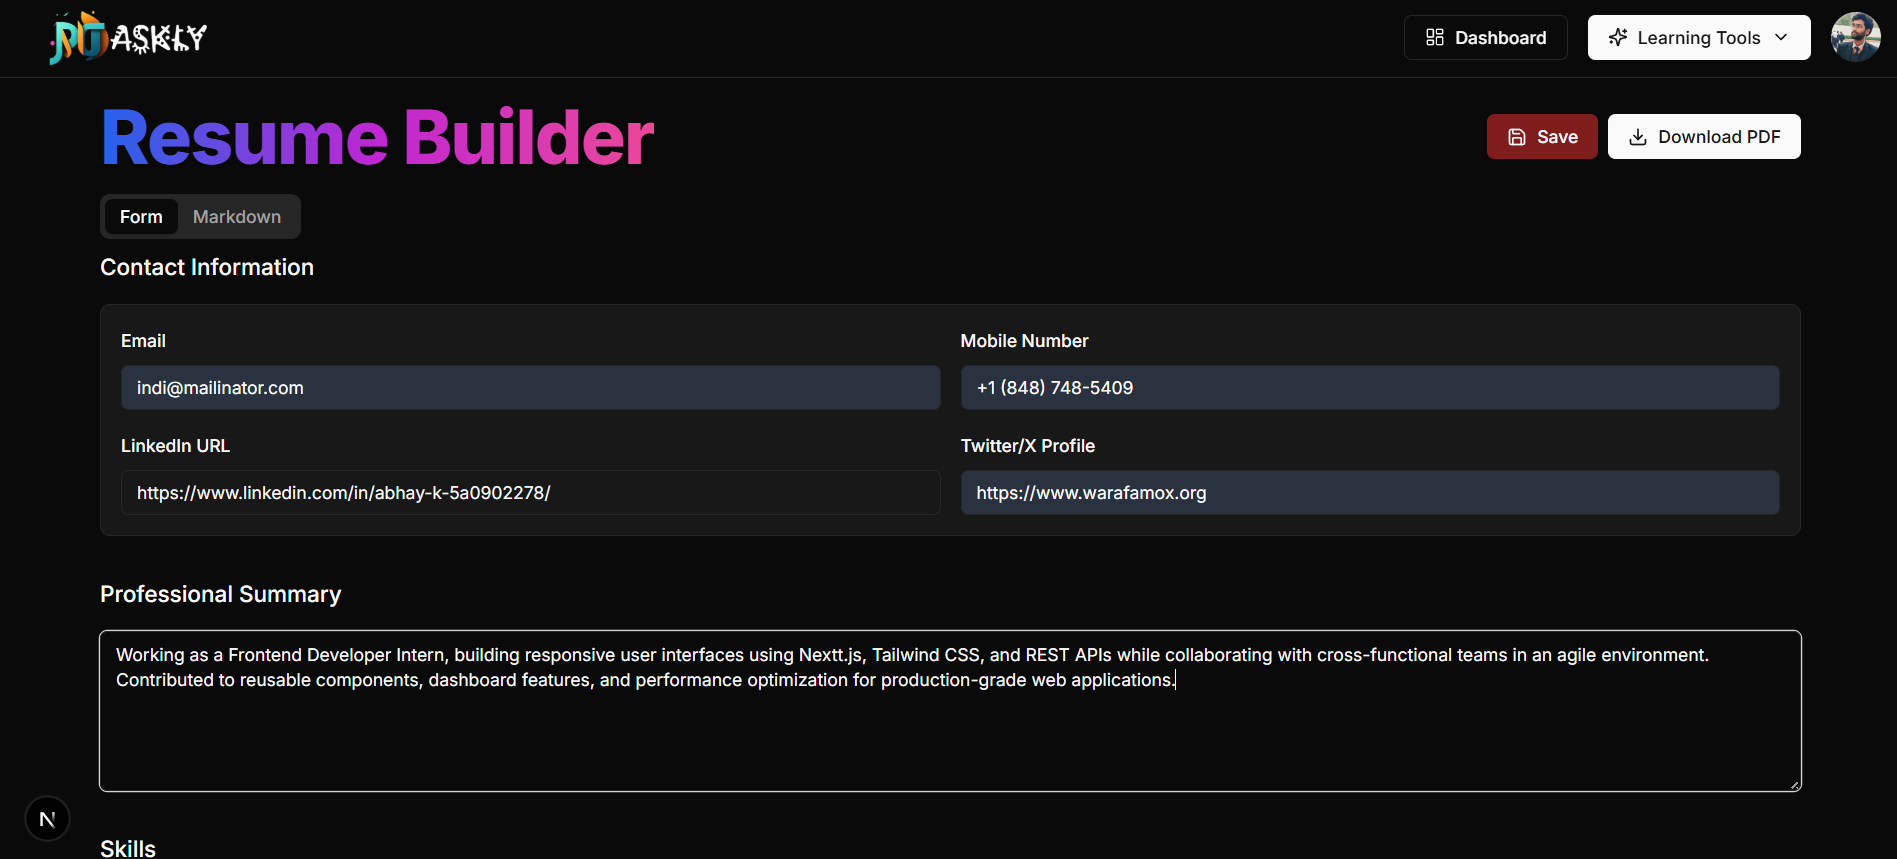 ASKLY
Dashboard
Learning Tools
Resume Builder
Save
Download PDF
Form
Markdown
Contact Information
Email
Mobile Number
indi@mailinator.com
+1 (848) 748-5409
LinkedIn URL
Twitter/X Profile
https://www.linkedin.com/in/abhay-k-5a0902278/
https://www.warafamox.org
Professional Summary
Working as a Frontend Developer Intern, building responsive user interfaces using Nextt.js, Tailwind CSS, and REST APIs while collaborating with cross-functional teams in an agile environment.
Contributed to reusable components, dashboard features, and performance optimization for production-grade web applications.
N
Skills